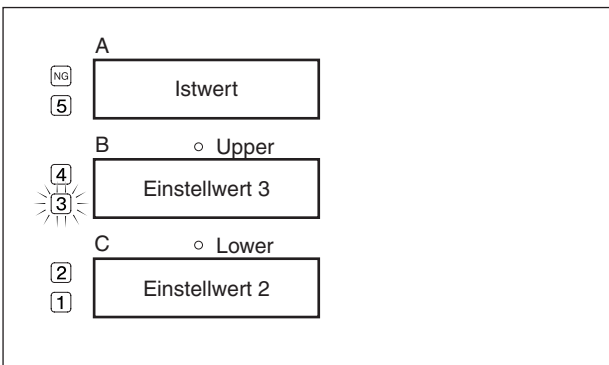 A
NG
Istwert
5
B Upper
4
Einstellwert 3
3
C Lower
2
Einstellwert 2
1